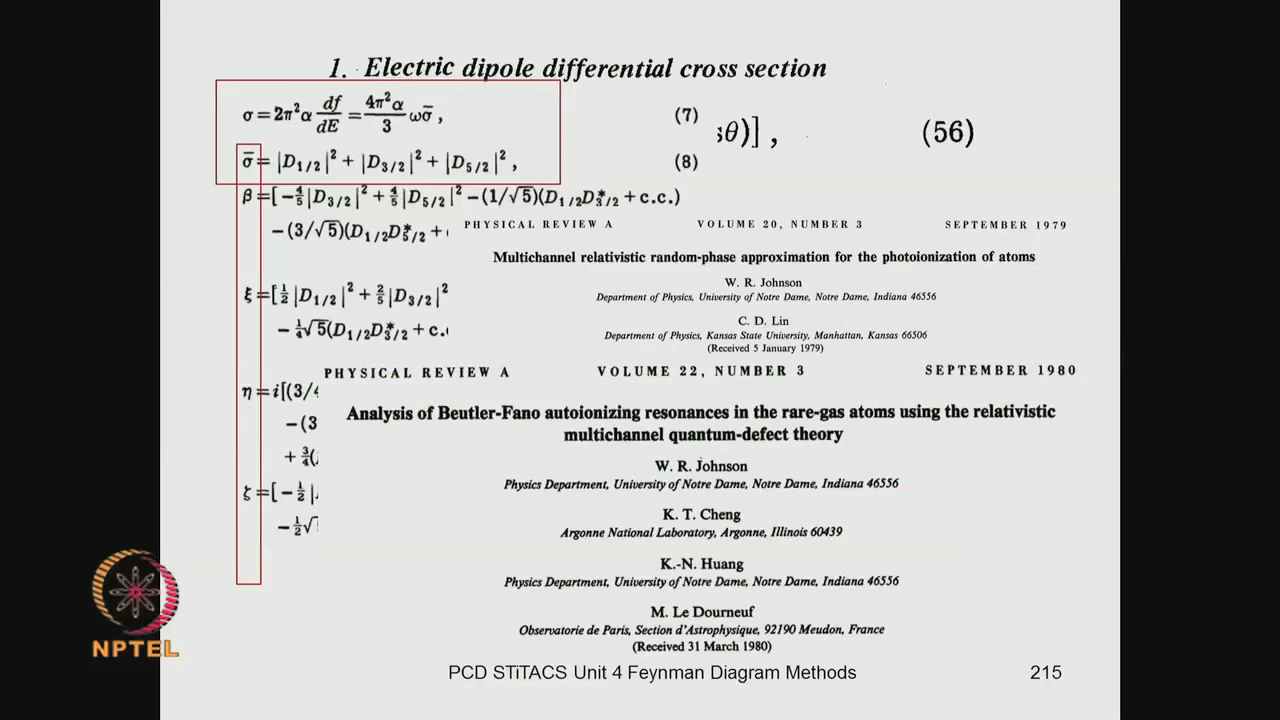 1. Electric dipole differential cross section
σ = 2π²α df/dE = 4π²α/3 ωσ̄ , (7)
;θ)] , (56)
σ̄ = |D₁/₂|² + |D₃/₂|² + |D₅/₂|² , (8)
β = [−4/5|D₃/₂|² + 4/5|D₅/₂|² − (1/√5)(D₁/₂D*₃/₂ + c.c.)
−(3/√5)(D₁/₂D*₅/₂ +
PHYSICAL REVIEW A VOLUME 20, NUMBER 3 SEPTEMBER 1979
Multichannel relativistic random-phase approximation for the photoionization of atoms
W. R. Johnson
Department of Physics, University of Notre Dame, Notre Dame, Indiana 46556
C. D. Lin
Department of Physics, Kansas State University, Manhattan, Kansas 66506
(Received 5 January 1979)
ξ = [1/2|D₁/₂|² + 2/5|D₃/₂|²
− 1/4√5(D₁/₂D*₃/₂ + c.
PHYSICAL REVIEW A VOLUME 22, NUMBER 3 SEPTEMBER 1980
Analysis of Beutler-Fano autoionizing resonances in the rare-gas atoms using the relativistic
multichannel quantum-defect theory
W. R. Johnson
Physics Department, University of Notre Dame, Notre Dame, Indiana 46556
K. T. Cheng
Argonne National Laboratory, Argonne, Illinois 60439
K.-N. Huang
Physics Department, University of Notre Dame, Notre Dame, Indiana 46556
M. Le Dourneuf
Observatorie de Paris, Section d'Astrophysique, 92190 Meudon, France
(Received 31 March 1980)
η = i[(3/4
−(3
+ 3/4(
ζ = [−1/2|
− 1/2√
NPTEL
PCD STiTACS Unit 4 Feynman Diagram Methods 215